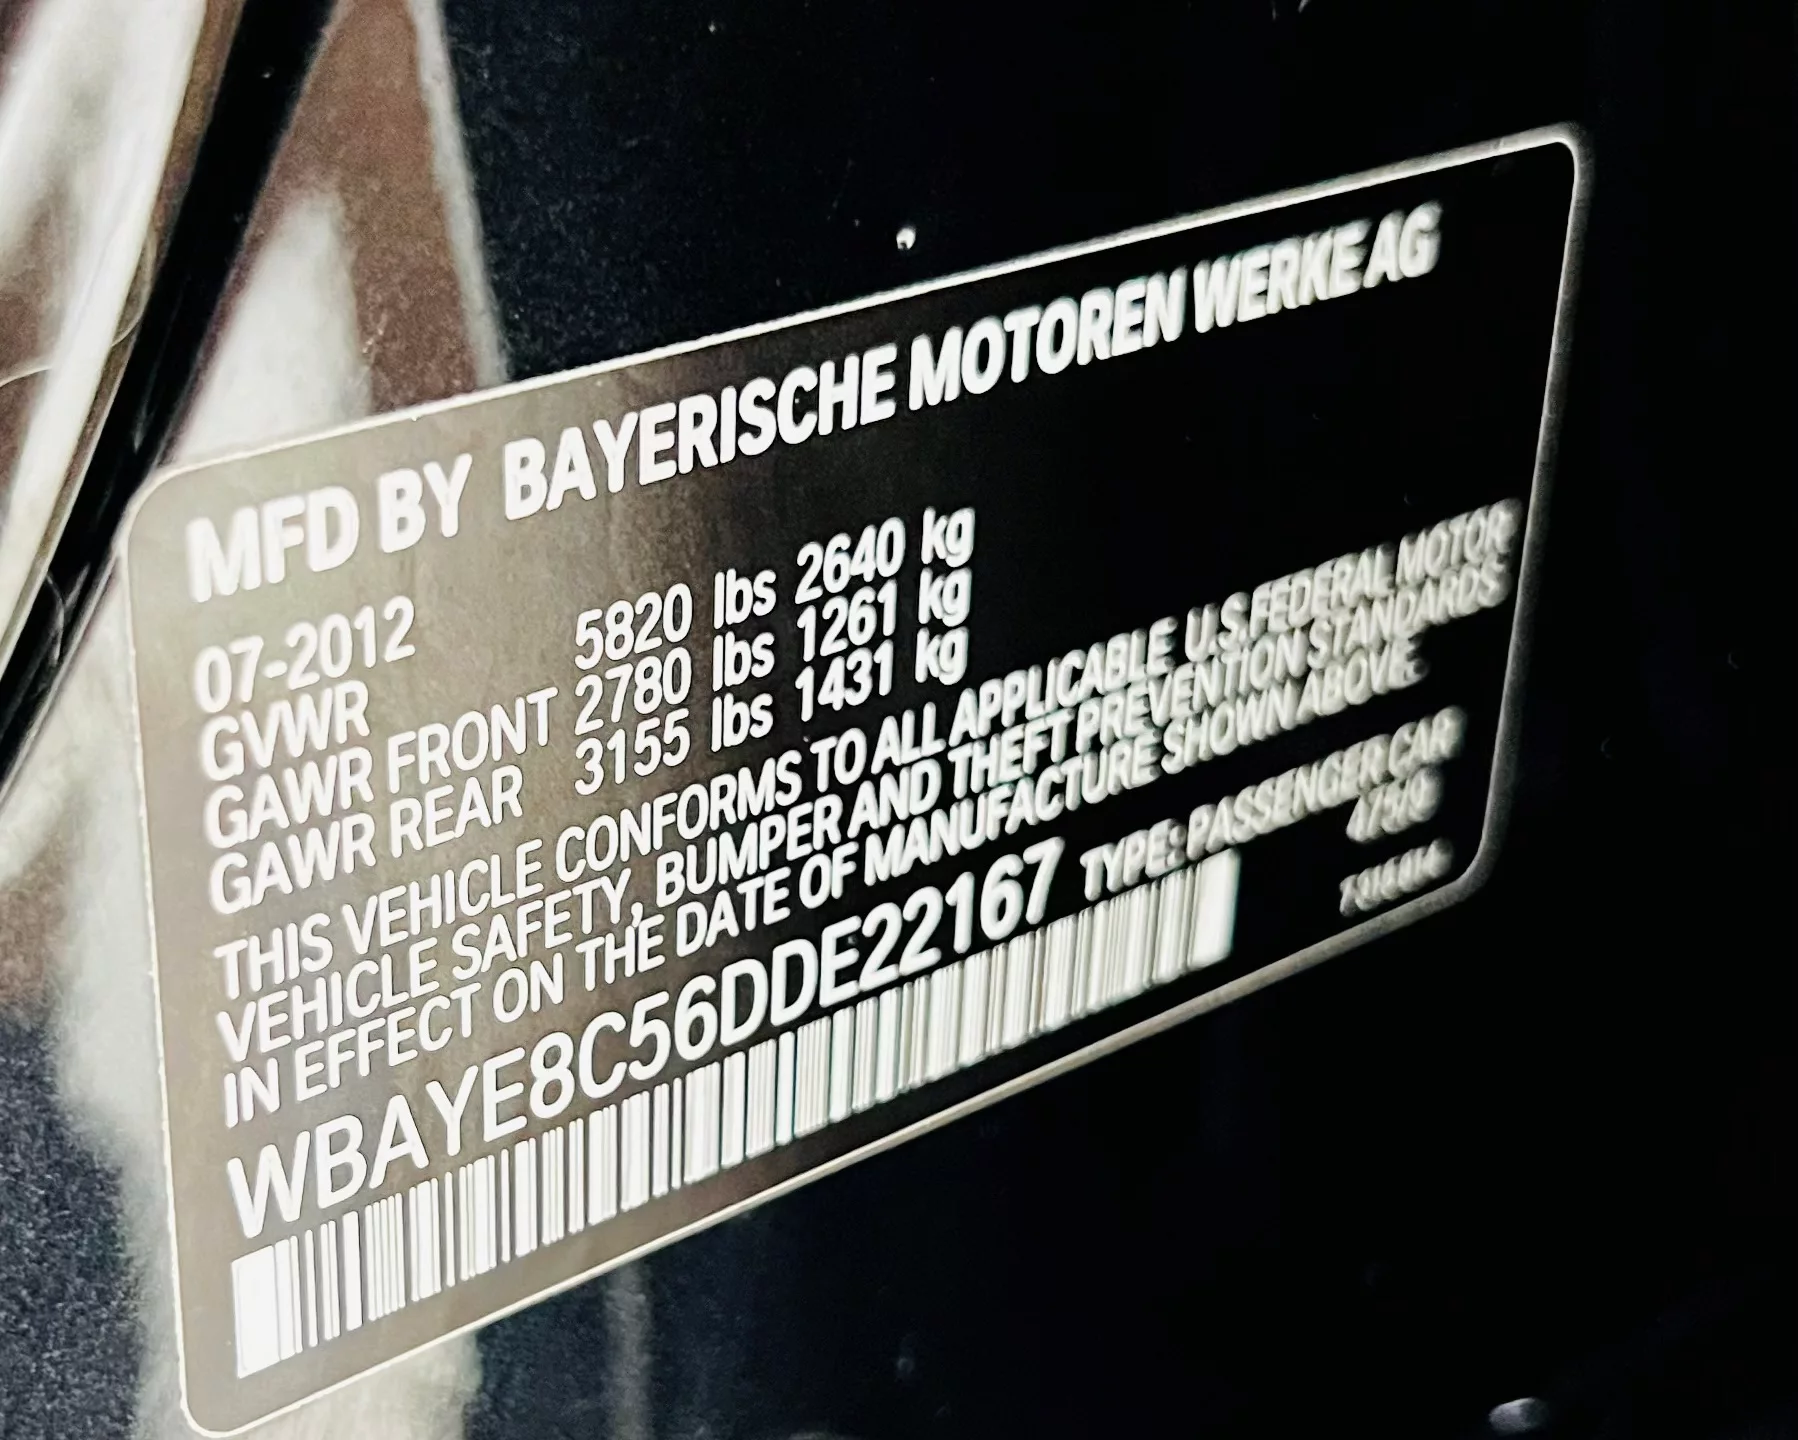 MFD BY BAYERISCHE MOTOREN WERKE AG
07-2012
GVWR 5820 lbs 2640 kg
GAWR FRONT 2780 lbs 1261 kg
GAWR REAR 3155 lbs 1431 kg
THIS VEHICLE CONFORMS TO ALL APPLICABLE U.S.FEDERAL MOTOR
VEHICLE SAFETY, BUMPER AND THEFT PREVENTION STANDARDS
IN EFFECT ON THE DATE OF MANUFACTURE SHOWN ABOVE.
WBAYE8C56DDE22167 TYPE: PASSENGER CAR